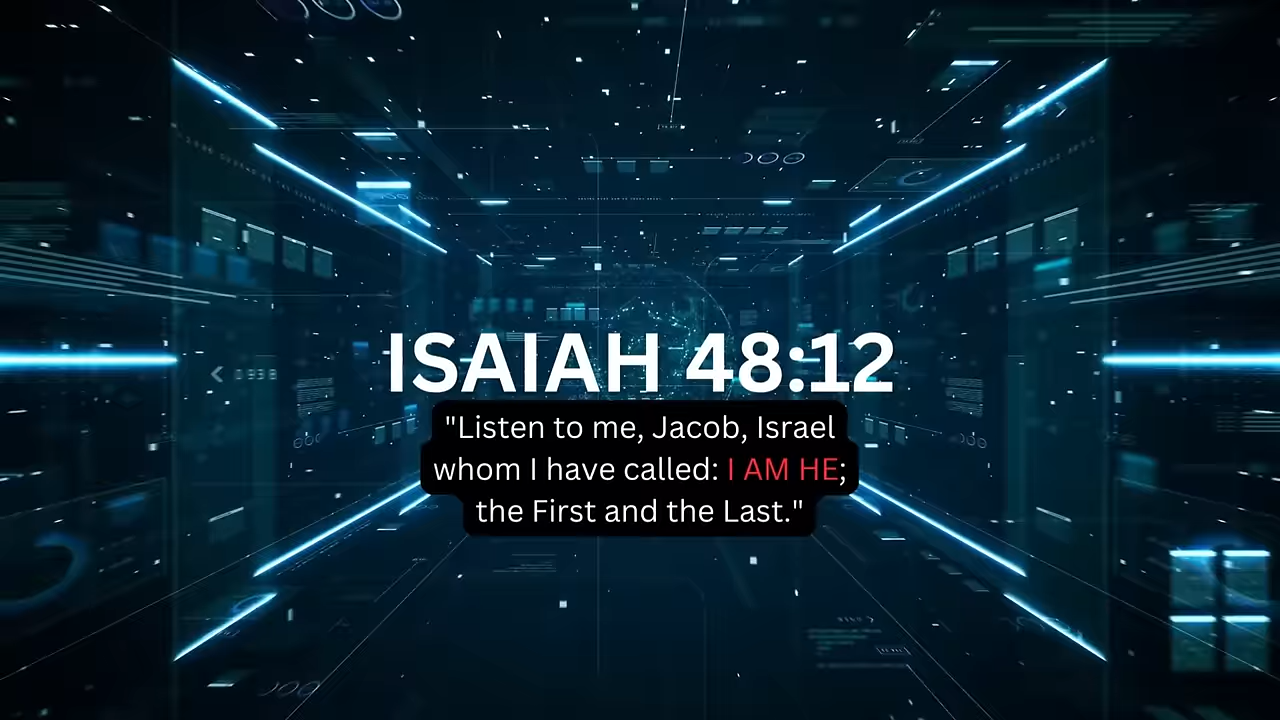 ISAIAH 48:12
"Listen to me, Jacob, Israel
whom I have called: I AM HE;
the First and the Last."